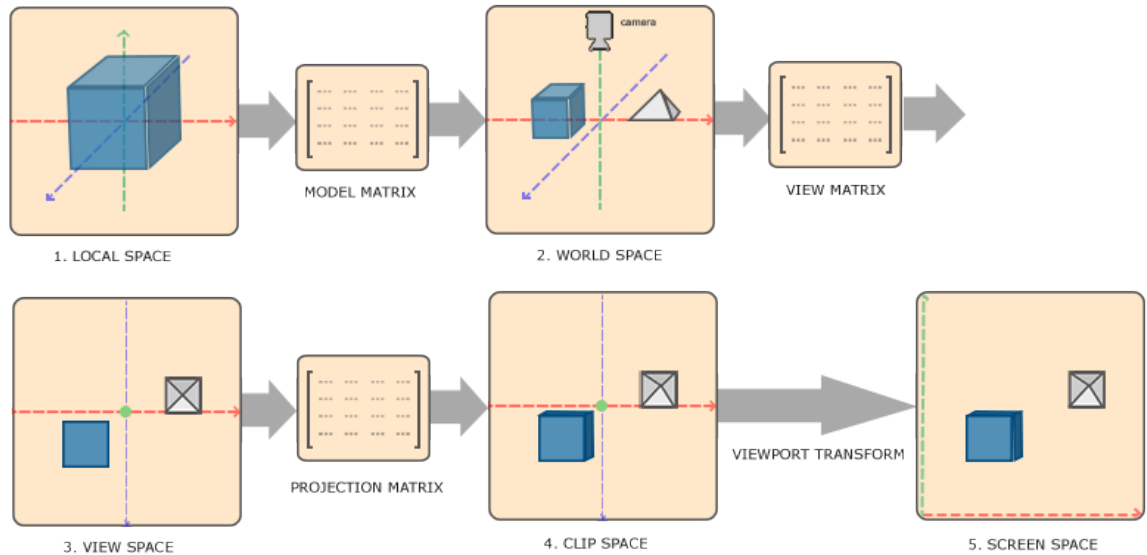 camera
MODEL MATRIX
VIEW MATRIX
1. LOCAL SPACE
2. WORLD SPACE
VIEWPORT TRANSFORM
PROJECTION MATRIX
3. VIEW SPACE
4. CLIP SPACE
5. SCREEN SPACE